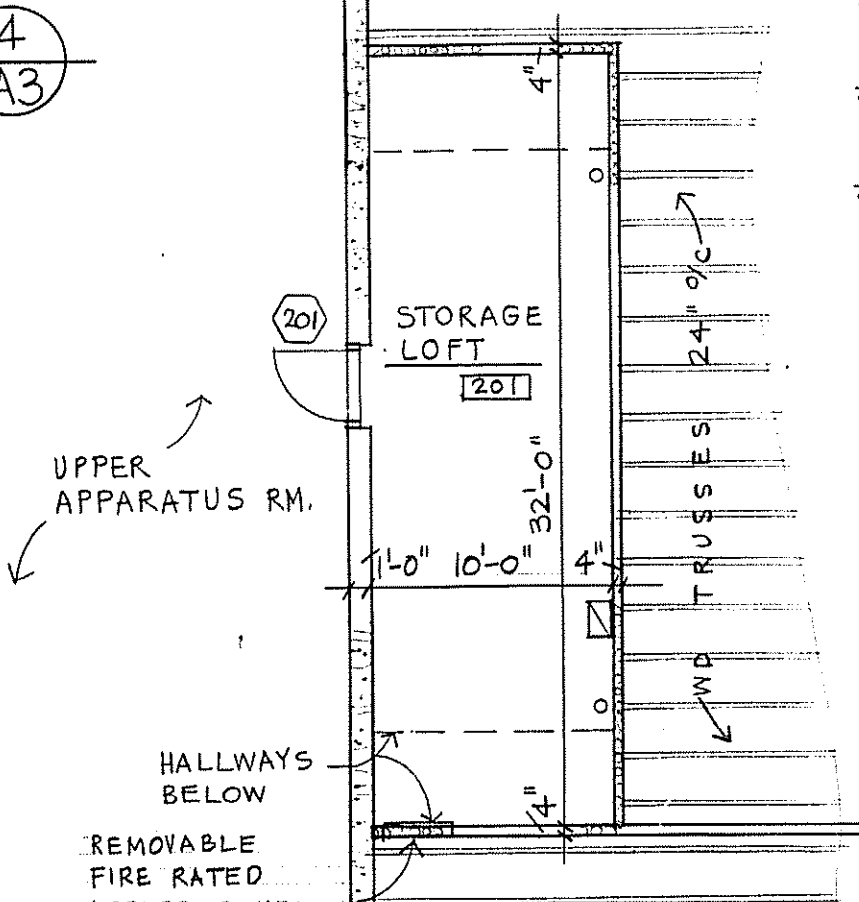 4
A3
4"
201
STORAGE
LOFT
201
24" O/C
WD TRUSSES
UPPER
APPARATUS RM.
32'-0"
1'-0" 10'-0" 4"
HALLWAYS
BELOW
4"
REMOVABLE
FIRE RATED